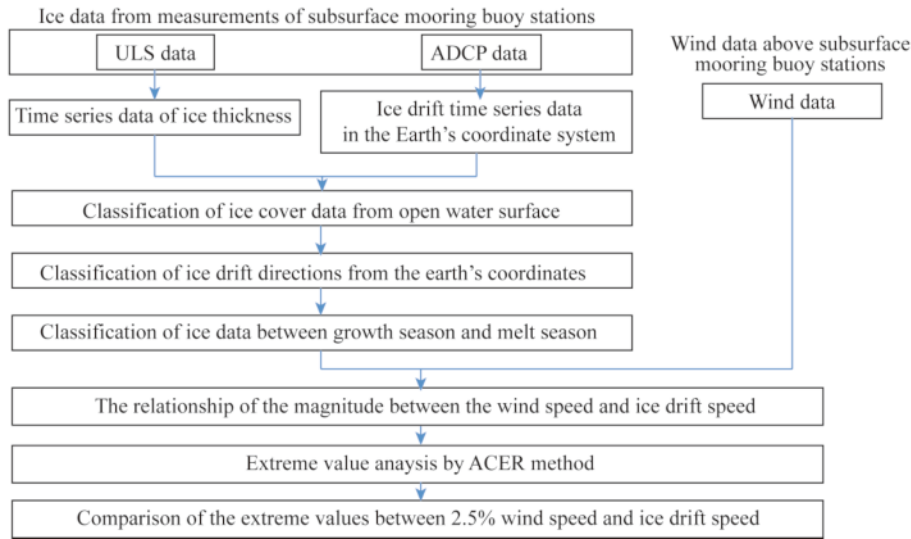 Ice data from measurements of subsurface mooring buoy stations
ULS data
ADCP data
Wind data above subsurface
mooring buoy stations
Wind data
Time series data of ice thickness
Ice drift time series data
in the Earth's coordinate system
Classification of ice cover data from open water surface
Classification of ice drift directions from the earth's coordinates
Classification of ice data between growth season and melt season
The relationship of the magnitude between the wind speed and ice drift speed
Extreme value anaysis by ACER method
Comparison of the extreme values between 2.5% wind speed and ice drift speed